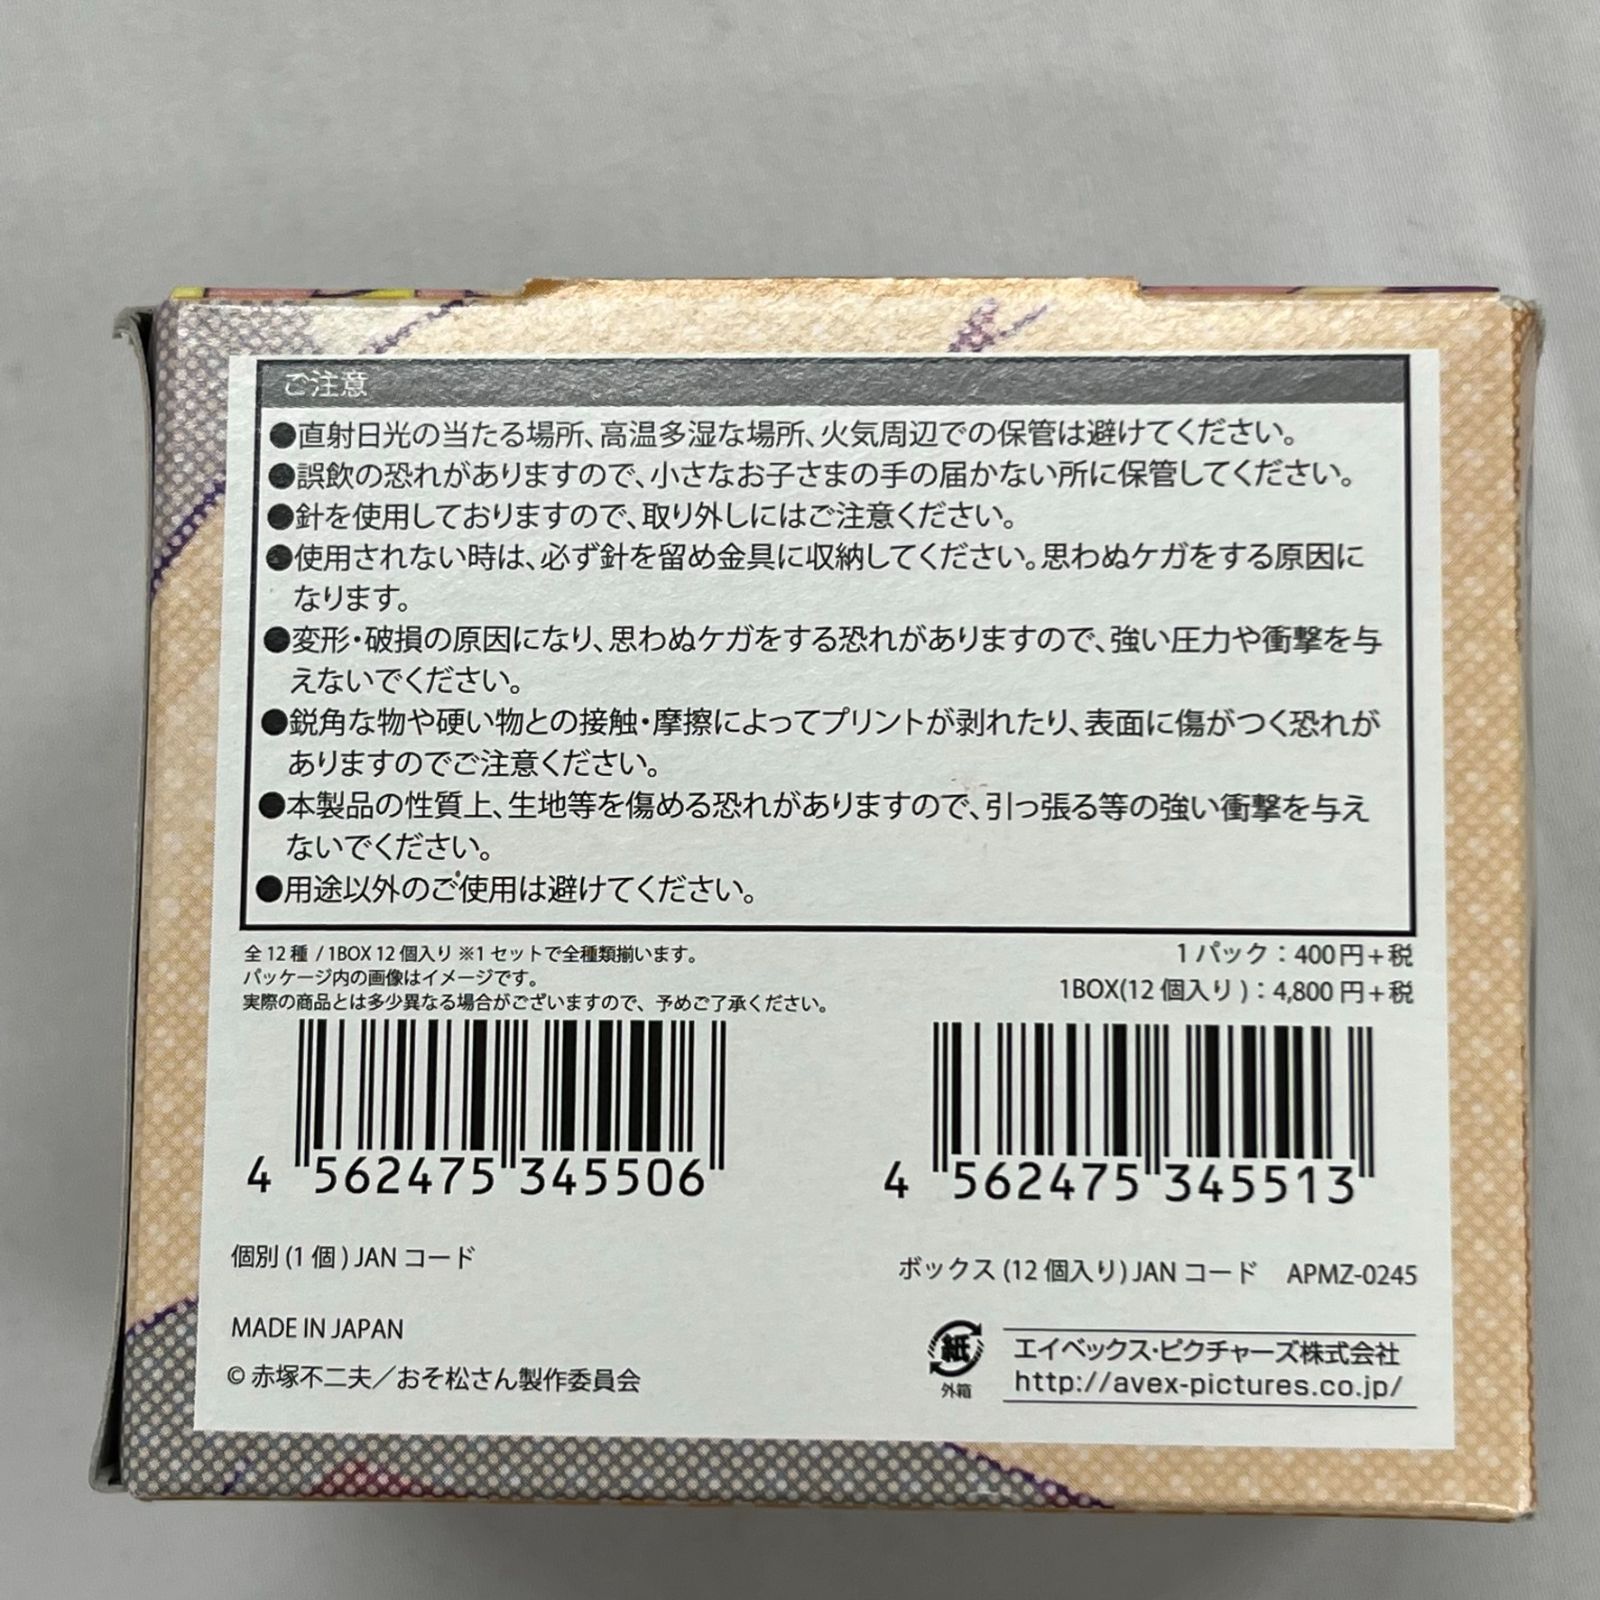 ご注意
●直射日光の当たる場所、高温多湿な場所、火気周辺での保管は避けてください。
●誤飲の恐れがありますので、小さなお子さまの手の届かない所に保管してください。
●針を使用しておりますので、取り外しにはご注意ください。
●使用されない時は、必ず針を留め金具に収納してください。思わぬケガをする原因に
なります。
●変形・破損の原因になり、思わぬケガをする恐れがありますので、強い圧力や衝撃を与
えないでください。
●鋭角な物や硬い物との接触・摩擦によってプリントが剥れたり、表面に傷がつく恐れが
ありますのでご注意ください。
●本製品の性質上、生地等を傷める恐れがありますので、引っ張る等の強い衝撃を与え
ないでください。
●用途以外のご使用は避けてください。
全12種 / 1BOX 12個入り ※1セットで全種類揃います。
パッケージ内の画像はイメージです。
実際の商品とは多少異なる場合がございますので、予めご了承ください。
1パック：400円+税
1BOX(12個入り)：4,800円+税
4 562475 345506
4 562475 345513
個別(1個)JANコード
ボックス(12個入り)JANコード APMZ-0245
MADE IN JAPAN
© 赤塚不二夫／おそ松さん製作委員会
紙
外箱
エイベックス・ピクチャーズ株式会社
http://avex-pictures.co.jp/